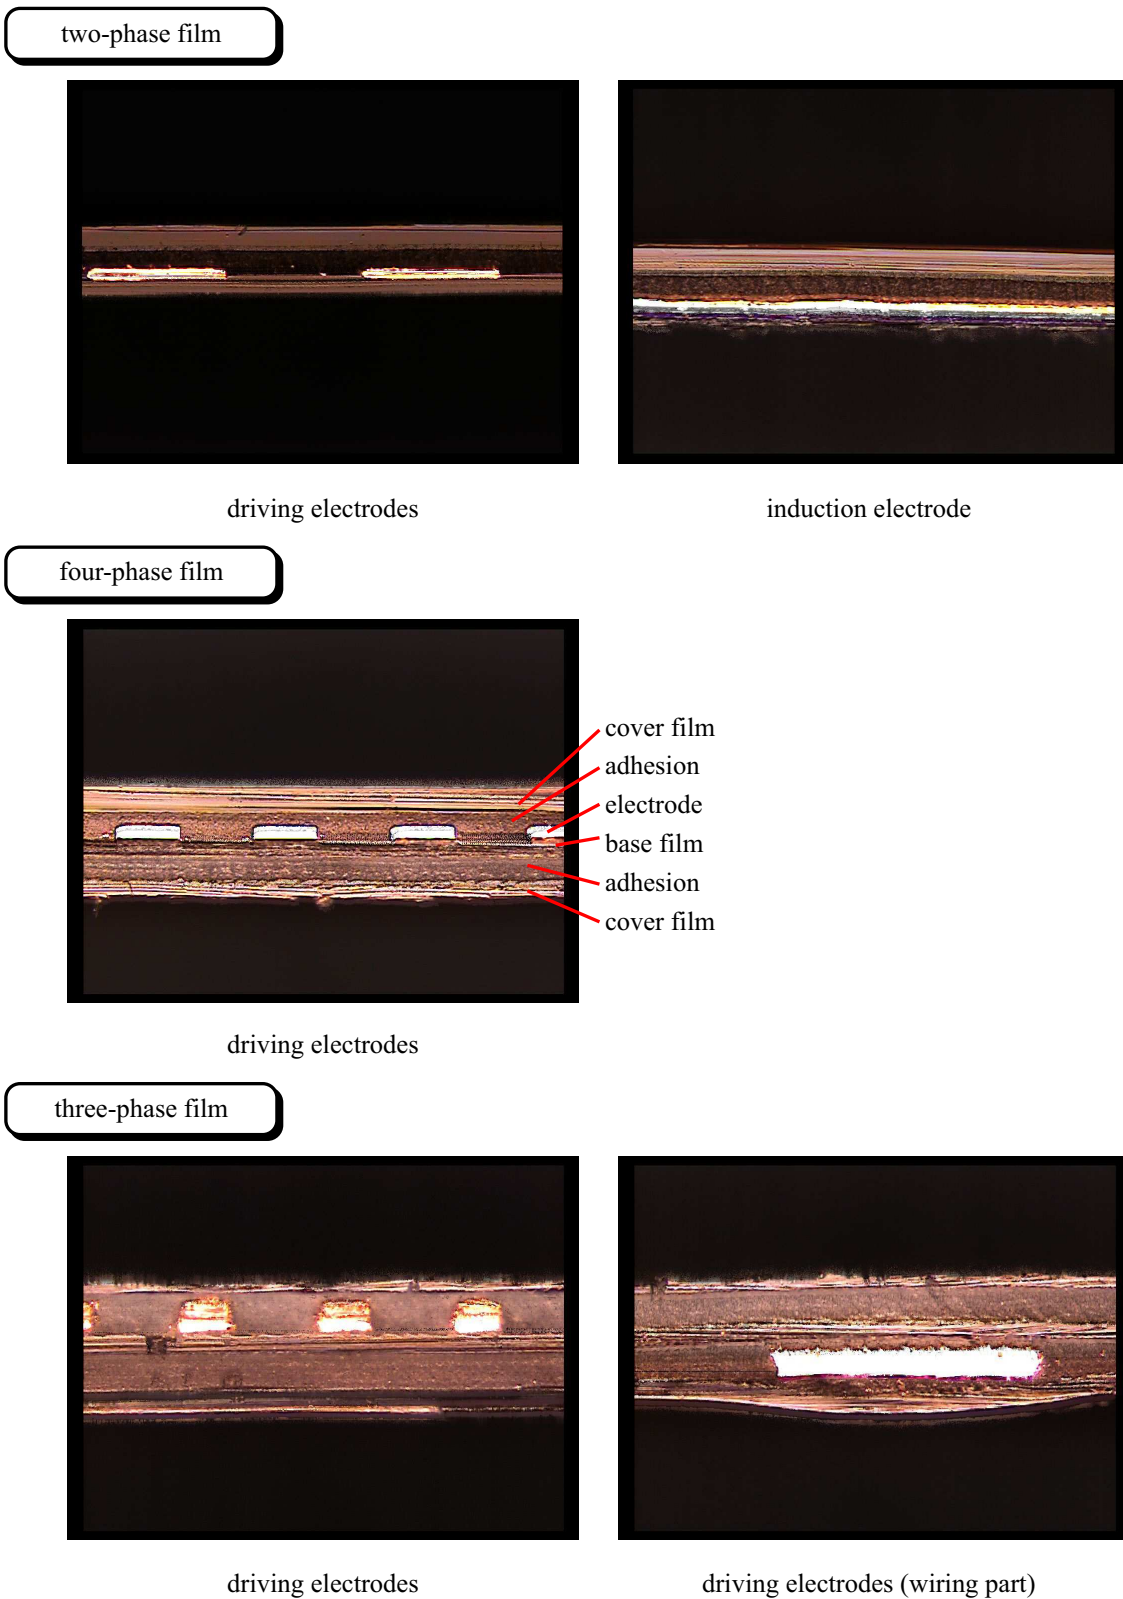 two-phase film
driving electrodes
induction electrode
four-phase film
cover film
adhesion
electrode
base film
adhesion
cover film
driving electrodes
three-phase film
driving electrodes
driving electrodes (wiring part)